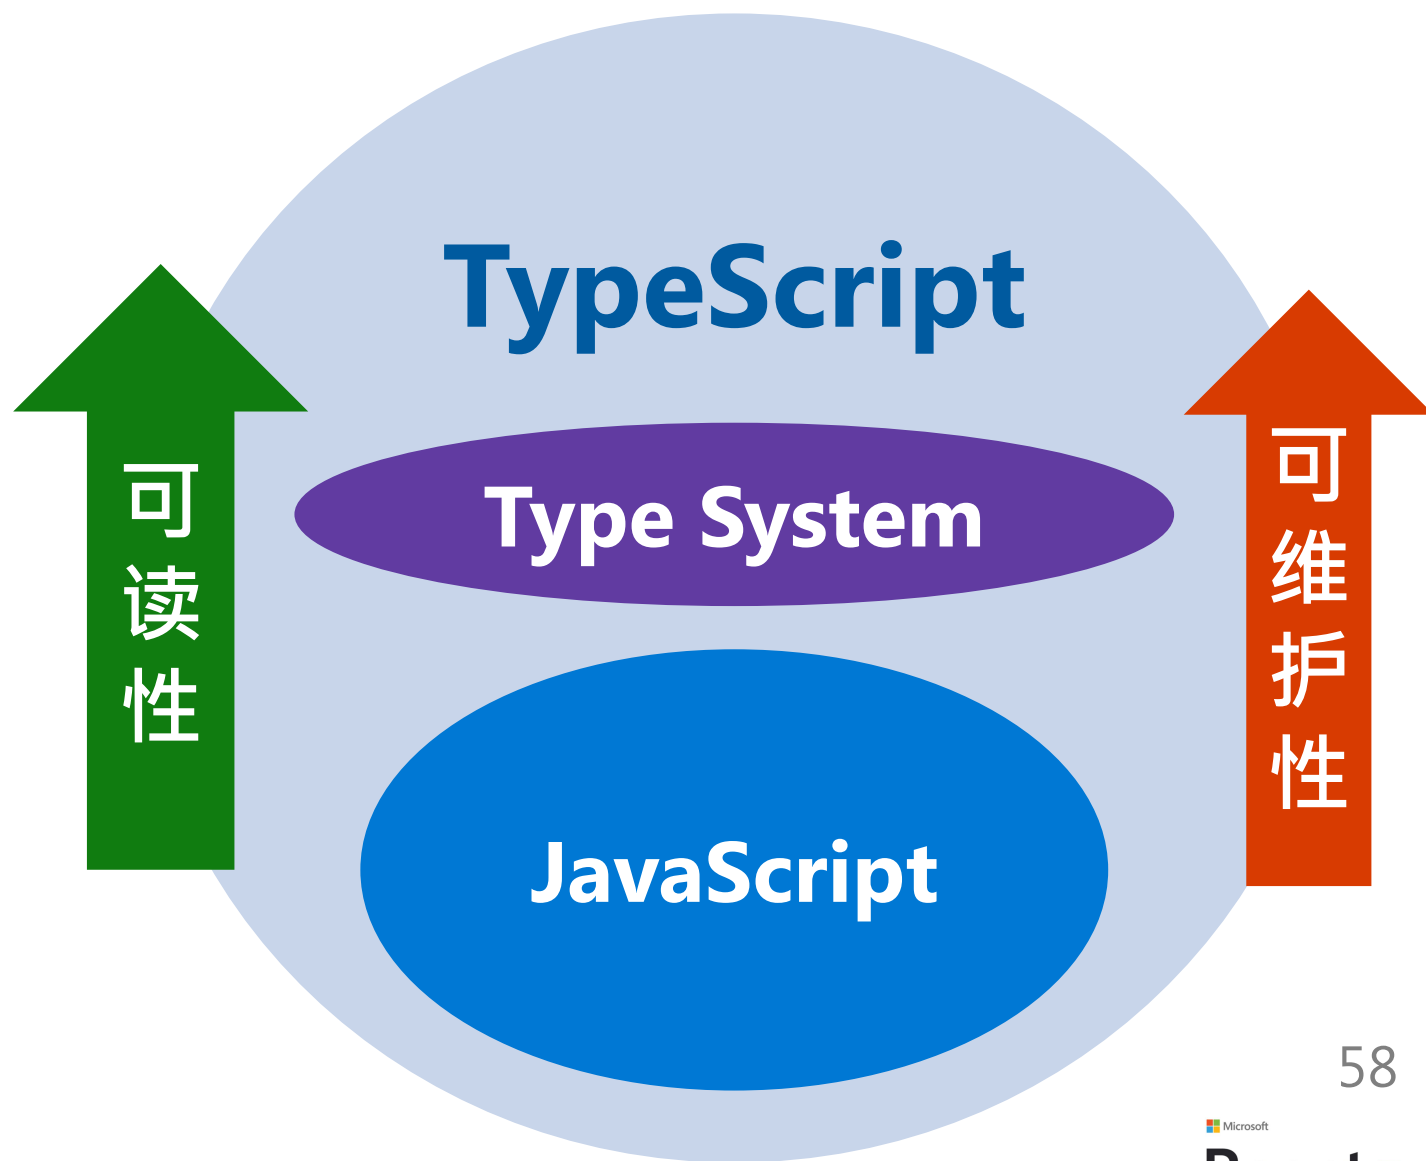 TypeScript
Type System
JavaScript
可读性
可维护性
58
Microsoft